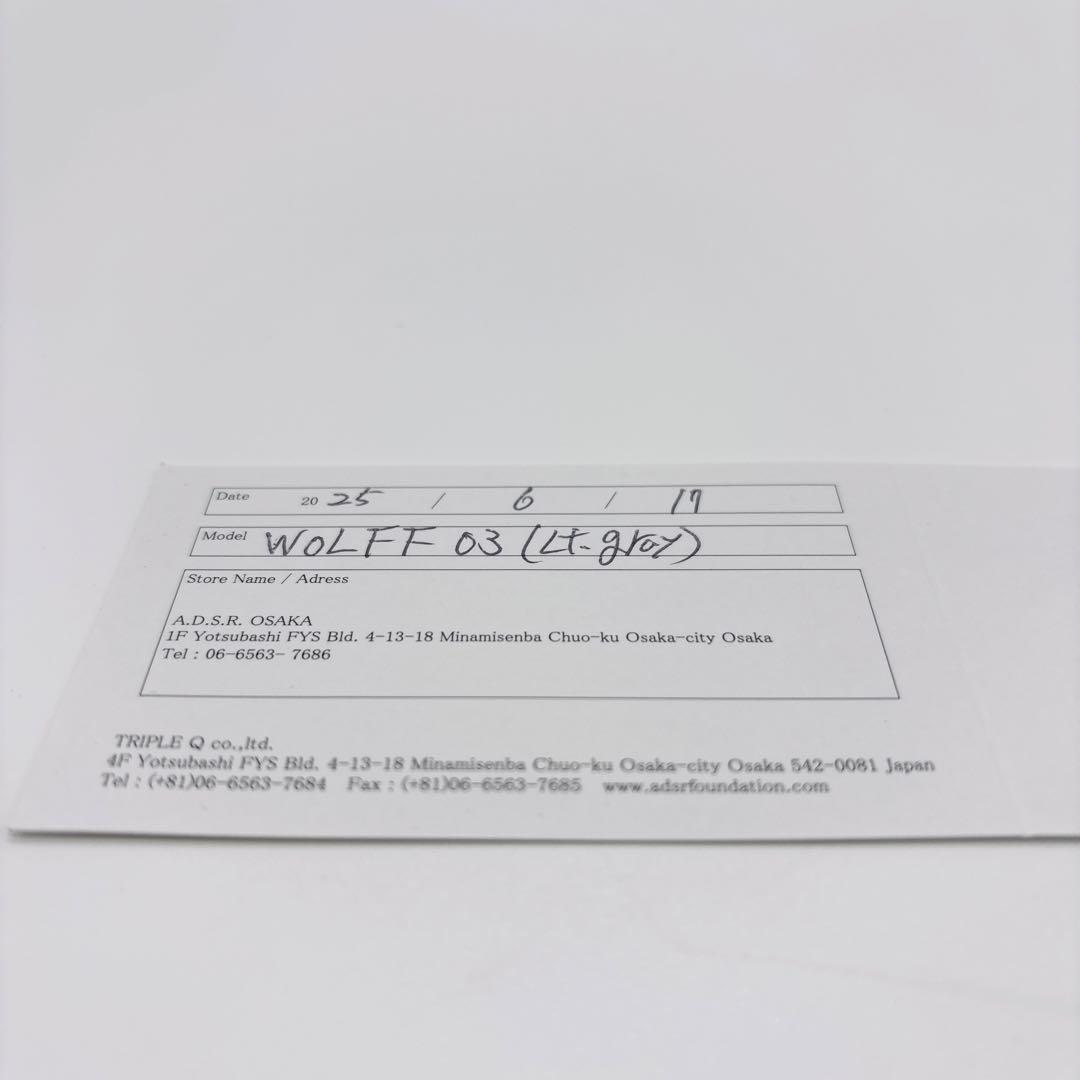 Date 2025 / 6 / 17
Model WOLFF 03 (Lt.gray)
Store Name / Adress
A.D.S.R. OSAKA
1F Yotsubashi FYS Bld. 4-13-18 Minamisenba Chuo-ku Osaka-city Osaka
Tel : 06-6563- 7686
TRIPLE Q co.,ltd.
4F Yotsubashi FYS Bld. 4-13-18 Minamisenba Chuo-ku Osaka-city Osaka 542-0081 Japan
Tel : (+81)06-6563-7684 Fax : (+81)06-6563-7685 www.adsrfoundation.com